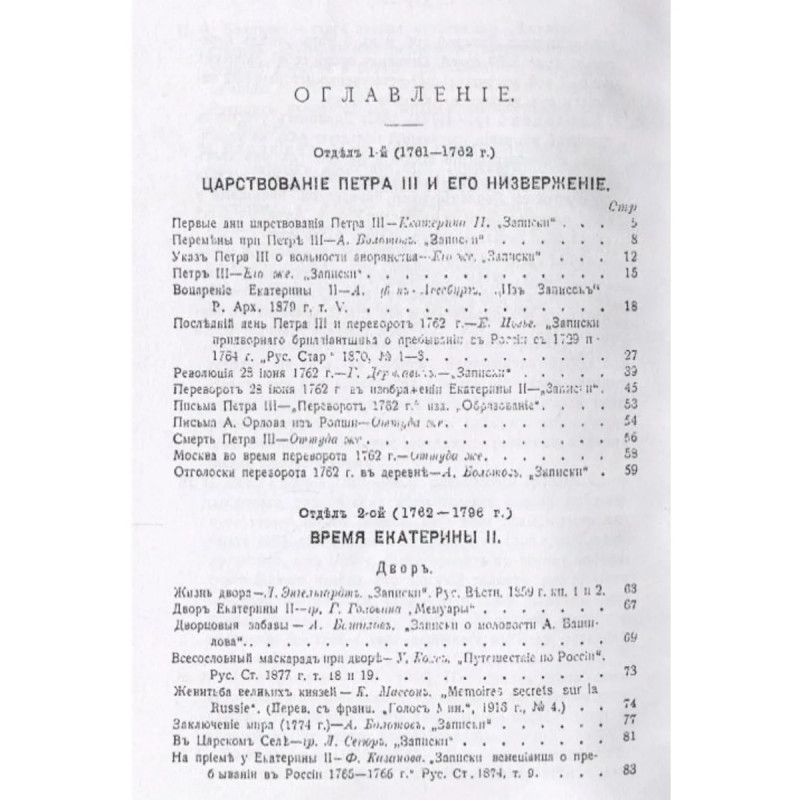 ОГЛАВЛЕНІЕ.
Отдѣлъ 1-й (1761—1762 г.)
ЦАРСТВОВАНІЕ ПЕТРА III И ЕГО НИЗВЕРЖЕНІЕ.
Стр
Первые дни царствованія Петра III—Екатерина II. „Записки“ . . . 5
Перемѣны при Петрѣ III—А. Болотовъ. „Записки“ . . . . . . 8
Указъ Петра III о вольности дворянства—Его же. „Записки“ . . . 12
Петръ III—Его же. „Записки“ . . . . . . . . . . . 15
Воцареніе Екатерины II—А. ф. къ-Ассебургъ. „Изъ Записокъ“
Р. Арх. 1879 г. т. V. . . . . . . . . . . . . 18
Послѣдній день Петра III и переворотъ 1762 г.—Е. Позье. „Записки
придворнаго брилліантщика о пребываніи въ Россіи съ 1729 п·
1764 г. „Рус. Стар“ 1870, № 1—3. . . . . . . . . . 27
Революція 28 іюня 1762 г.—Г. Державинъ.—„Записки“ . . . . 39
Переворотъ 28 іюня 1762 г въ изображеніи Екатерины II—„Записки“. 45
Письма Петра III—„Переворотъ 1762 г.“ изд. „Образованіе“ . . . 53
Письма А. Орлова изъ Ропши—Оттуда же . . . . . . . 54
Смерть Петра III—Оттуда же . . . . . . . . . . . 56
Москва во время переворота 1762 г.—Оттуда же. . . . . . 58
Отголоски переворота 1762 г. въ деревнѣ—А. Болотовъ. „Записки“ . 59
Отдѣлъ 2-ой (1762—1796 г.)
ВРЕМЯ ЕКАТЕРИНЫ II.
Дворъ.
Жизнь двора—Л. Энгельгардтъ. „Записки“. Рус. Вѣстн. 1859 г. кн. 1 и 2. 63
Дворъ Екатерины II—гр. Г. Головина „Мемуары“ . . . . . . 67
Дворцовыя забавы—А. Башиловъ. „Записки о молодости А. Баши-
лова“. . . . . . . . . . . . . . . . . 69
Всесословный маскарадъ при дворѣ—У. Коксъ. „Путешествіе по Россіи“.
Рус. Ст. 1877 г. т. 18 и 19. . . . . . . . . . . 73
Женитьба великихъ князей—К. Массонъ. „Memoires secrets sur la
Russie“. (Перев. съ франц. „Голосъ Мин.“, 1916 г., № 4.) . . . 74
Заключеніе мира (1774 г.)—А. Болотовъ. „Записки“ . . . . . 77
Въ Царскомъ Селѣ—гр. Л. Сегюръ. „Записки“ . . . . . . 81
На пріемѣ у Екатерины II—Ф. Казанова. „Записки венеціанца о пре-
бываніи въ Россіи 1765—1766 г.“ Рус. Ст. 1874, т. 9. . . . 83